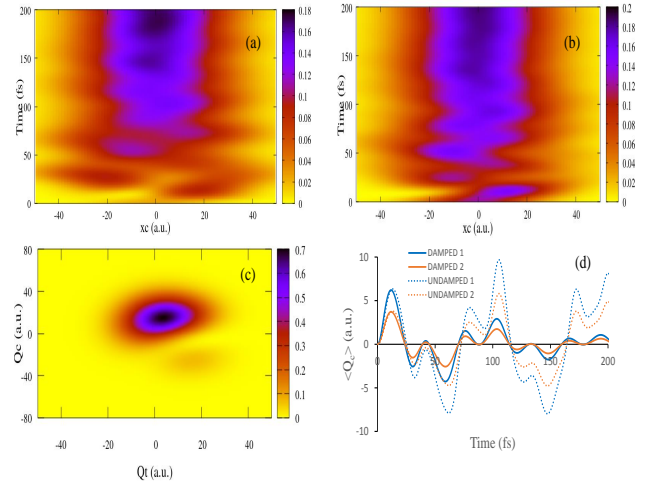 200
150
100
50
0
Time (fs)
-40 -20 0 20 40
xc (a.u.)
(a)
0.18
0.16
0.14
0.12
0.1
0.08
0.06
0.04
0.02
0
200
150
100
50
0
Time (fs)
-40 -20 0 20 40
xc (a.u.)
(b)
0.2
0.18
0.16
0.14
0.12
0.1
0.08
0.06
0.04
0.02
0
80
40
0
-40
-80
Qc (a.u.)
-40 -20 0 20 40
Qt (a.u.)
(c)
0.7
0.6
0.5
0.4
0.3
0.2
0.1
0
10
5
0
-5
-10
<Qc> (a.u.)
DAMPED 1
DAMPED 2
UNDAMPED 1
UNDAMPED 2
(d)
0 50 100 150 200
Time (fs)